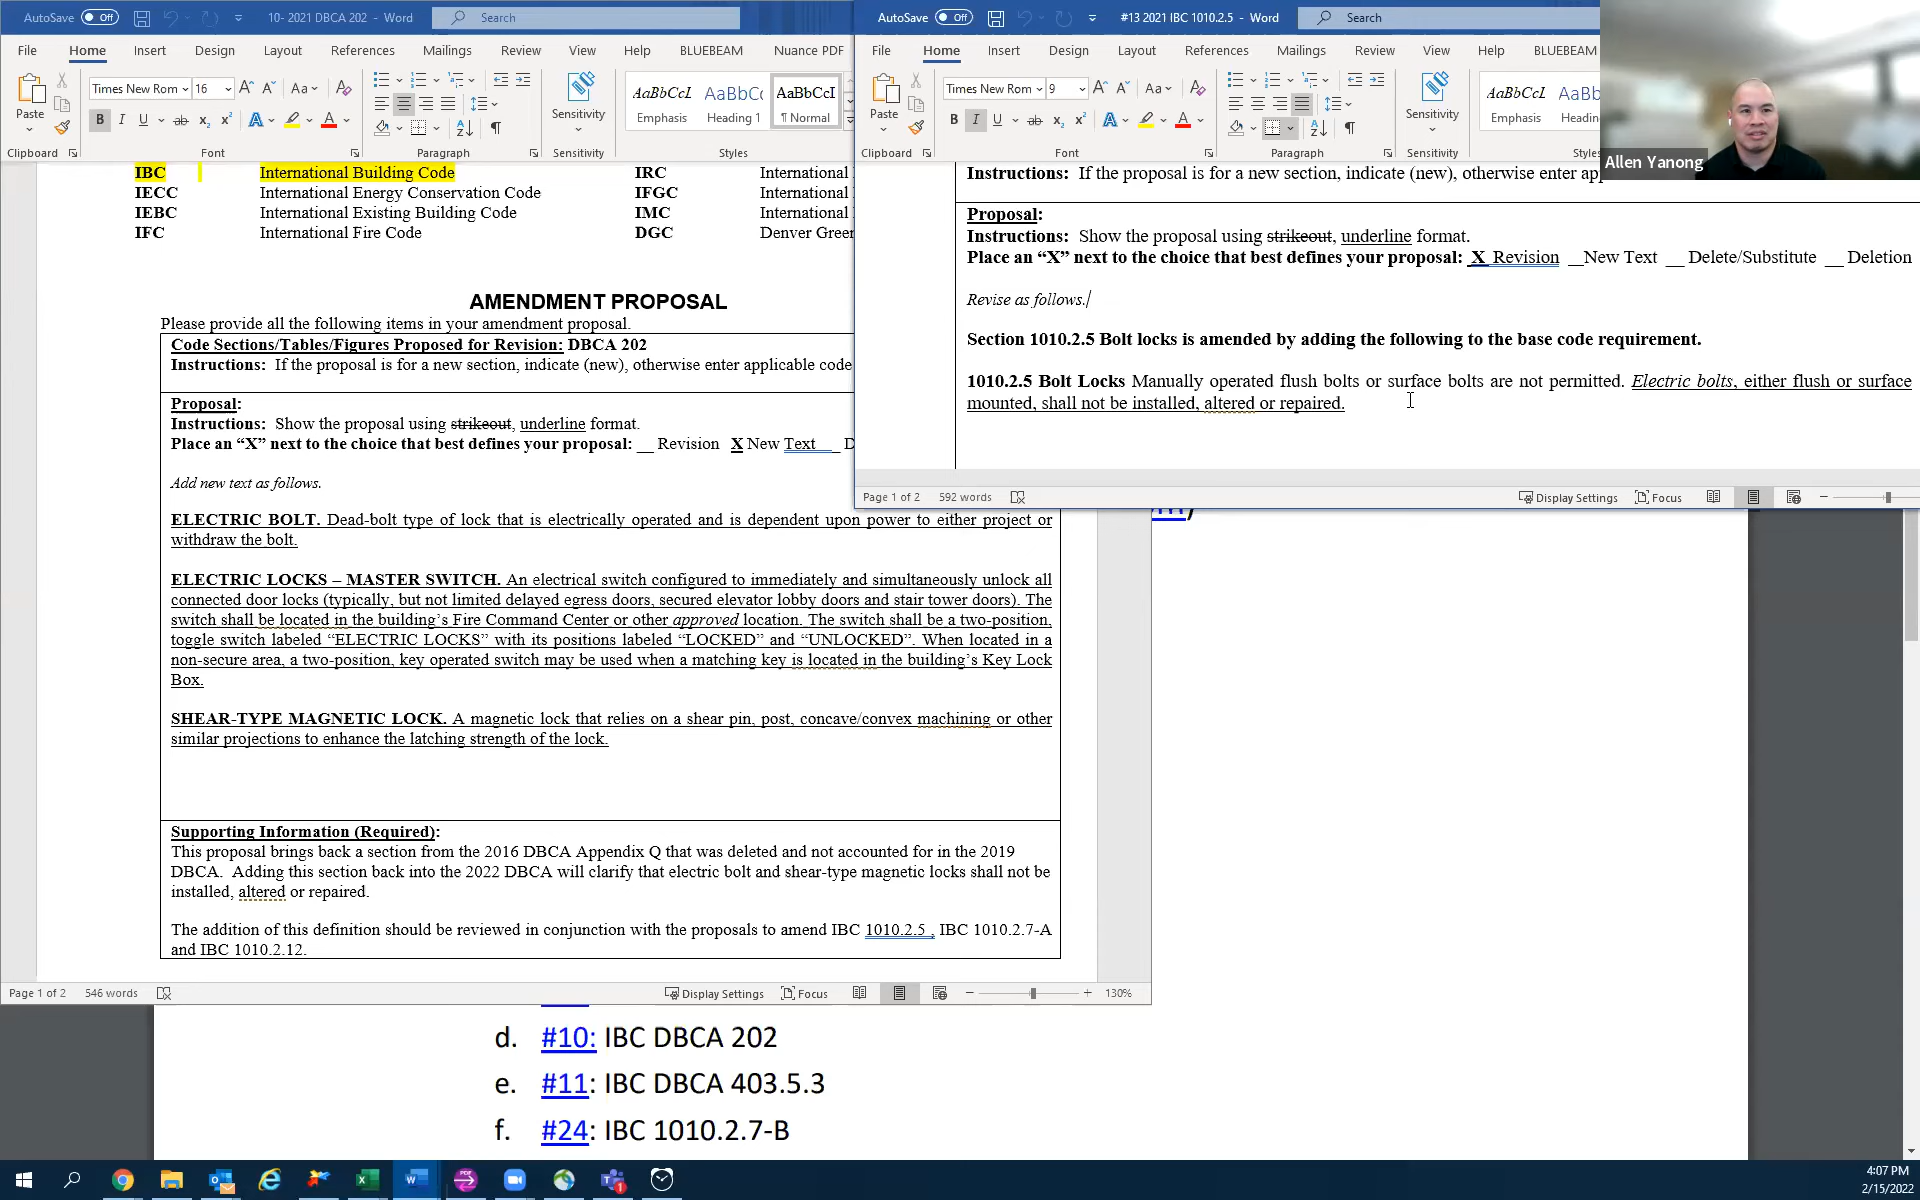 AutoSave Off 10- 2021 DBCA 202 - Word Search
File Home Insert Design Layout References Mailings Review View Help BLUEBEAM Nuance PDF
Times New Rom 16
Paste
Sensitivity
AaBbCcI Emphasis
AaBbCc Heading 1
AaBbCcI ¶ Normal
Clipboard Font Paragraph Sensitivity Styles
IBC International Building Code IRC International
IECC International Energy Conservation Code IFGC International
IEBC International Existing Building Code IMC International
IFC International Fire Code DGC Denver Green
AMENDMENT PROPOSAL
Please provide all the following items in your amendment proposal.
Code Sections/Tables/Figures Proposed for Revision: DBCA 202
Instructions: If the proposal is for a new section, indicate (new), otherwise enter applicable code
Proposal:
Instructions: Show the proposal using strikeout, underline format.
Place an “X” next to the choice that best defines your proposal: __ Revision X New Text__ D
Add new text as follows.
ELECTRIC BOLT. Dead-bolt type of lock that is electrically operated and is dependent upon power to either project or
withdraw the bolt.
ELECTRIC LOCKS – MASTER SWITCH. An electrical switch configured to immediately and simultaneously unlock all
connected door locks (typically, but not limited delayed egress doors, secured elevator lobby doors and stair tower doors). The
switch shall be located in the building’s Fire Command Center or other approved location. The switch shall be a two-position,
toggle switch labeled “ELECTRIC LOCKS” with its positions labeled “LOCKED” and “UNLOCKED”. When located in a
non-secure area, a two-position, key operated switch may be used when a matching key is located in the building’s Key Lock
Box.
SHEAR-TYPE MAGNETIC LOCK. A magnetic lock that relies on a shear pin, post, concave/convex machining or other
similar projections to enhance the latching strength of the lock.
Supporting Information (Required):
This proposal brings back a section from the 2016 DBCA Appendix Q that was deleted and not accounted for in the 2019
DBCA. Adding this section back into the 2022 DBCA will clarify that electric bolt and shear-type magnetic locks shall not be
installed, altered or repaired.
The addition of this definition should be reviewed in conjunction with the proposals to amend IBC 1010.2.5 , IBC 1010.2.7-A
and IBC 1010.2.12.
Page 1 of 2 546 words Display Settings Focus 130%
AutoSave Off #13 2021 IBC 1010.2.5 - Word Search
File Home Insert Design Layout References Mailings Review View Help BLUEBEAM
Times New Rom 9
Paste
Sensitivity
AaBbCcI Emphasis
Clipboard Font Paragraph Sensitivity
Allen Yanong
Instructions: If the proposal is for a new section, indicate (new), otherwise enter
Proposal:
Instructions: Show the proposal using strikeout, underline format.
Place an “X” next to the choice that best defines your proposal: X Revision __New Text __ Delete/Substitute __ Deletion
Revise as follows.
Section 1010.2.5 Bolt locks is amended by adding the following to the base code requirement.
1010.2.5 Bolt Locks Manually operated flush bolts or surface bolts are not permitted. Electric bolts, either flush or surface
mounted, shall not be installed, altered or repaired.
Page 1 of 2 592 words Display Settings Focus
d. #10: IBC DBCA 202
e. #11: IBC DBCA 403.5.3
f. #24: IBC 1010.2.7-B
4:07 PM
2/15/2022